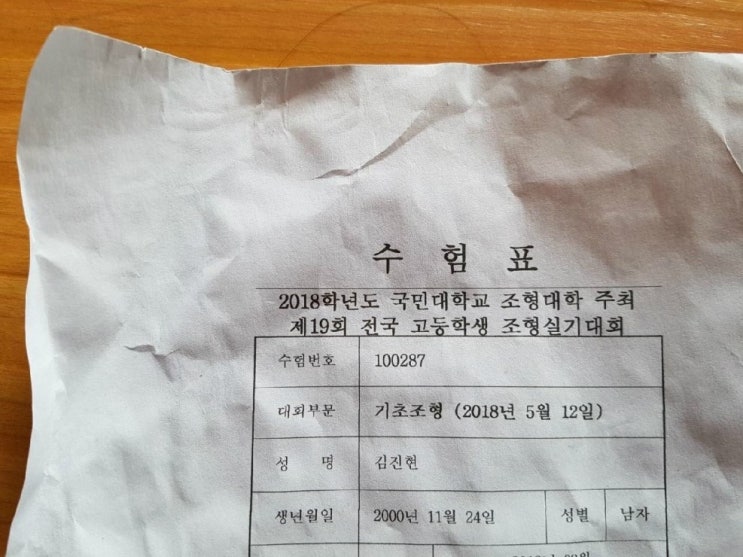 수 험 표
2018학년도 국민대학교 조형대학 주최
제19회 전국 고등학생 조형실기대회
수험번호 100287
대회부문 기초조형 (2018년 5월 12일)
성 명 김진현
생년월일 2000년 11월 24일 성별 남자